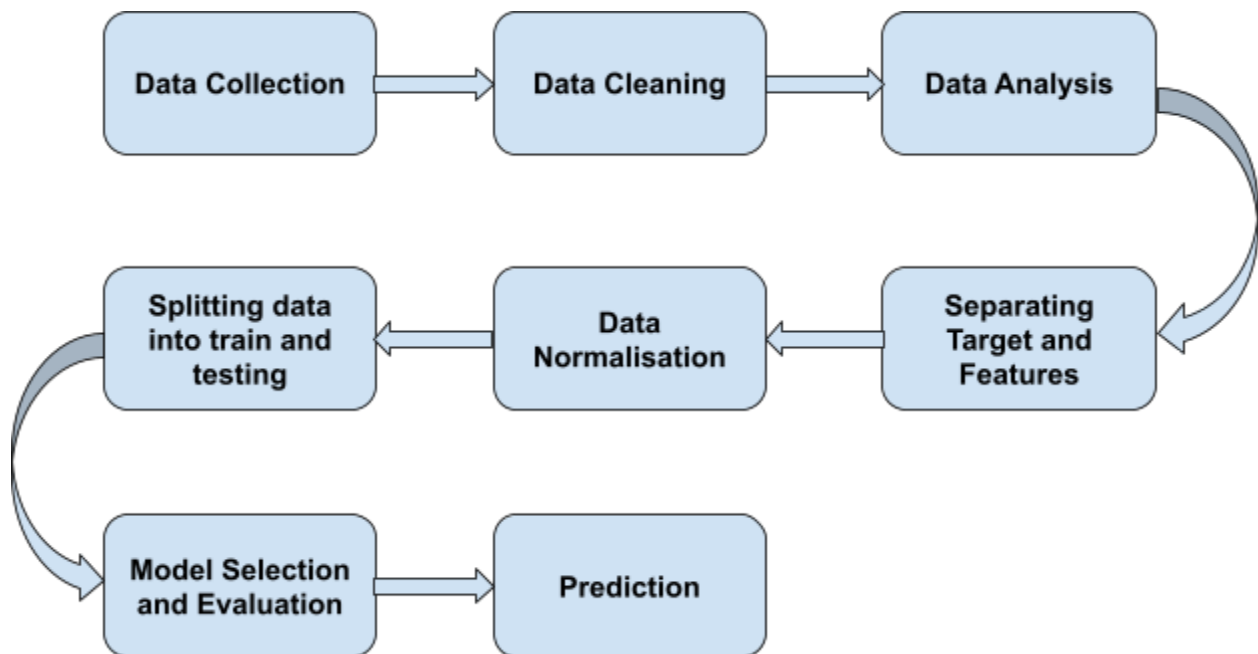 Data Collection
Data Cleaning
Data Analysis
Separating
Target and
Features
Data
Normalisation
Splitting data
into train and
testing
Model Selection
and Evaluation
Prediction